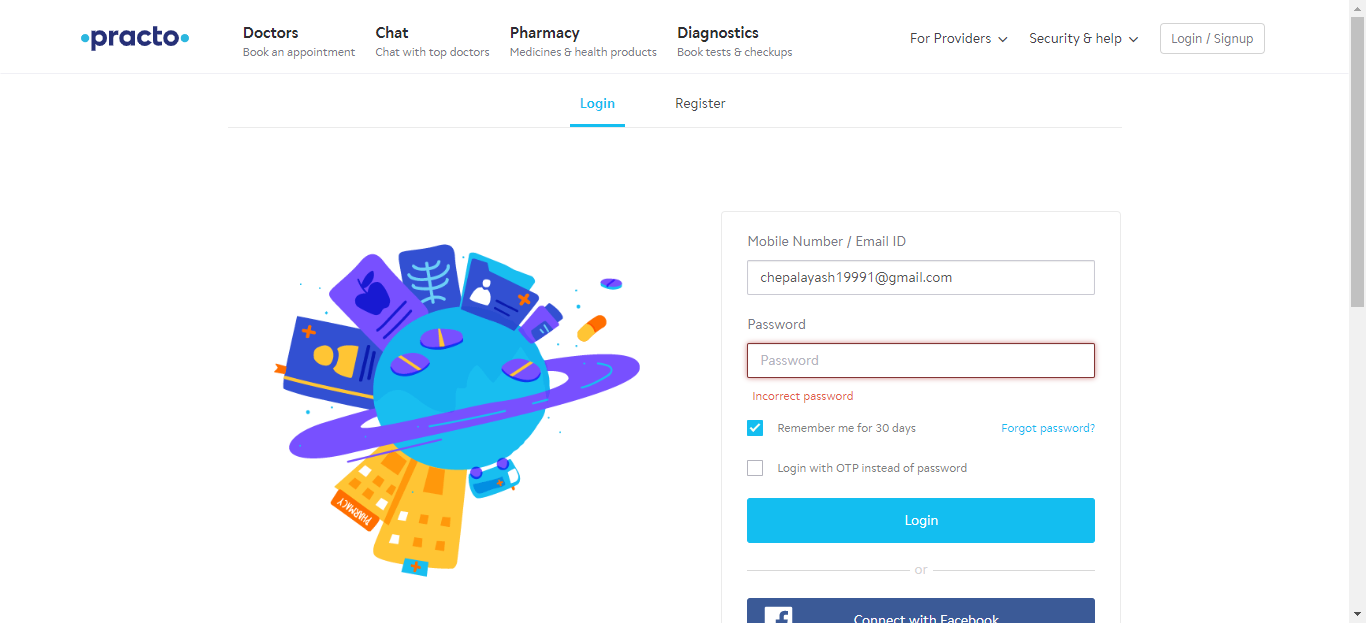 practo
Doctors
Book an appointment
Chat
Chat with top doctors
Pharmacy
Medicines & health products
Diagnostics
Book tests & checkups
For Providers
Security & help
Login / Signup
Login
Register
Mobile Number / Email ID
chepalayash19991@gmail.com
Password
Password
Incorrect password
Remember me for 30 days
Forgot password?
Login with OTP instead of password
Login
or
Connect with Facebook
PHARMACY